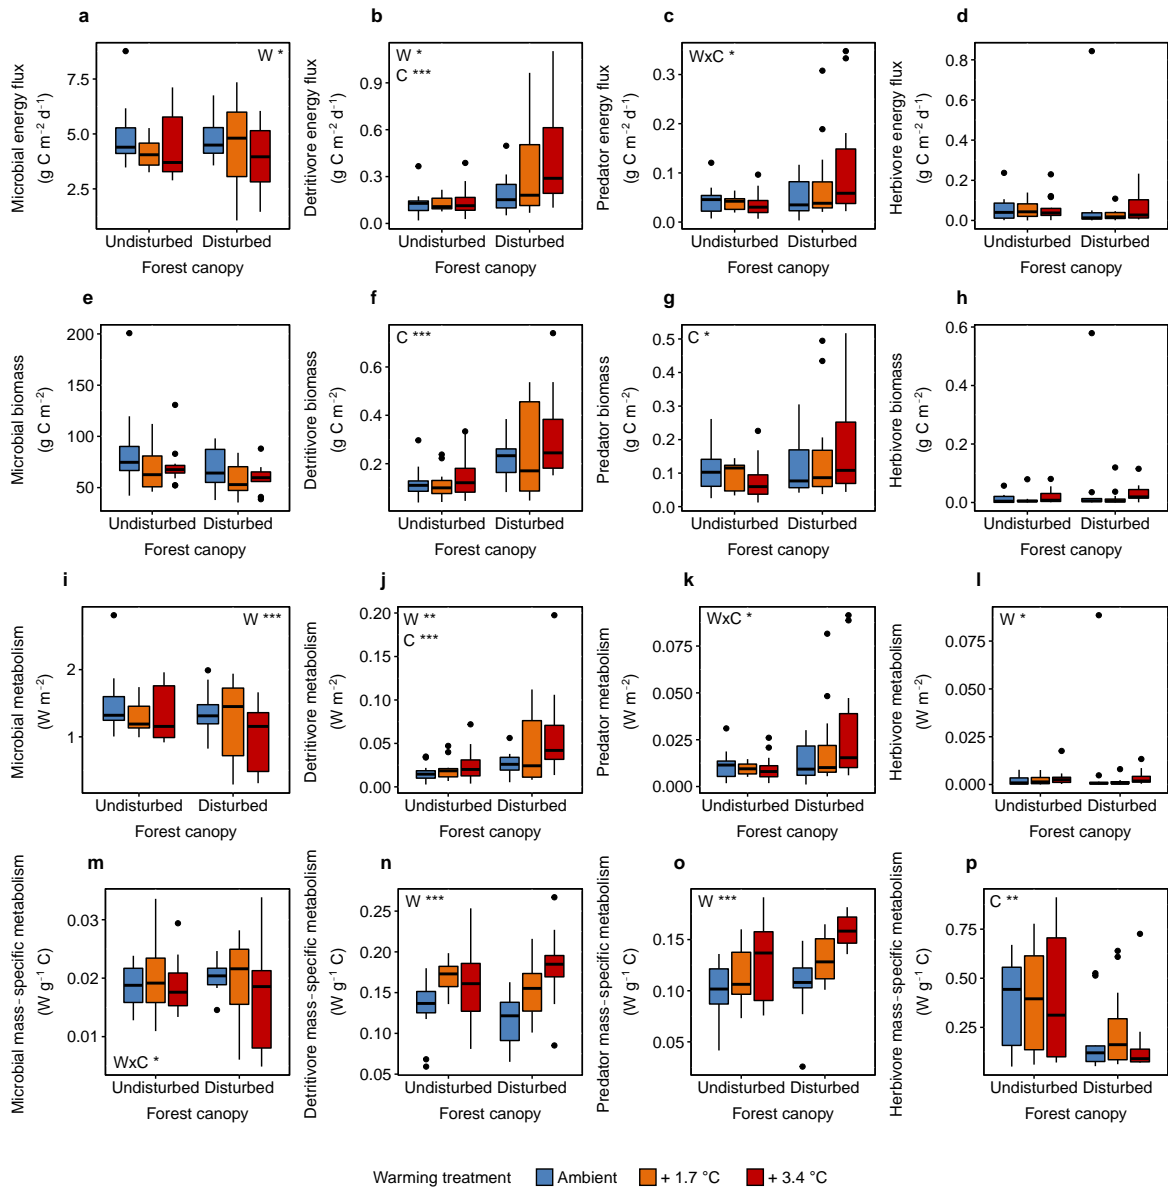 a
b
c
d
Microbial energy flux
(g C m⁻² d⁻¹)
7.5
5.0
2.5
W *
Undisturbed Disturbed
Forest canopy
Detritivore energy flux
(g C m⁻² d⁻¹)
0.9
0.6
0.3
0.0
W *
C ***
Undisturbed Disturbed
Forest canopy
Predator energy flux
(g C m⁻² d⁻¹)
0.3
0.2
0.1
0.0
WxC *
Undisturbed Disturbed
Forest canopy
Herbivore energy flux
(g C m⁻² d⁻¹)
0.8
0.6
0.4
0.2
0.0
Undisturbed Disturbed
Forest canopy
e
f
g
h
Microbial biomass
(g C m⁻²)
200
150
100
50
Undisturbed Disturbed
Forest canopy
Detritivore biomass
(g C m⁻²)
0.6
0.4
0.2
C ***
Undisturbed Disturbed
Forest canopy
Predator biomass
(g C m⁻²)
0.5
0.4
0.3
0.2
0.1
0.0
C *
Undisturbed Disturbed
Forest canopy
Herbivore biomass
(g C m⁻²)
0.6
0.4
0.2
0.0
Undisturbed Disturbed
Forest canopy
i
j
k
l
Microbial metabolism
(W m⁻²)
2
1
W ***
Undisturbed Disturbed
Forest canopy
Detritivore metabolism
(W m⁻²)
0.20
0.15
0.10
0.05
0.00
W **
C ***
Undisturbed Disturbed
Forest canopy
Predator metabolism
(W m⁻²)
0.075
0.050
0.025
0.000
WxC *
Undisturbed Disturbed
Forest canopy
Herbivore metabolism
(W m⁻²)
0.075
0.050
0.025
0.000
W *
Undisturbed Disturbed
Forest canopy
m
n
o
p
Microbial mass-specific metabolism
(W g⁻¹ C)
0.03
0.02
0.01
WxC *
Undisturbed Disturbed
Forest canopy
Detritivore mass-specific metabolism
(W g⁻¹ C)
0.25
0.20
0.15
0.10
0.05
W ***
Undisturbed Disturbed
Forest canopy
Predator mass-specific metabolism
(W g⁻¹ C)
0.15
0.10
0.05
W ***
Undisturbed Disturbed
Forest canopy
Herbivore mass-specific metabolism
(W g⁻¹ C)
0.75
0.50
0.25
C **
Undisturbed Disturbed
Forest canopy
Warming treatment Ambient + 1.7 °C + 3.4 °C